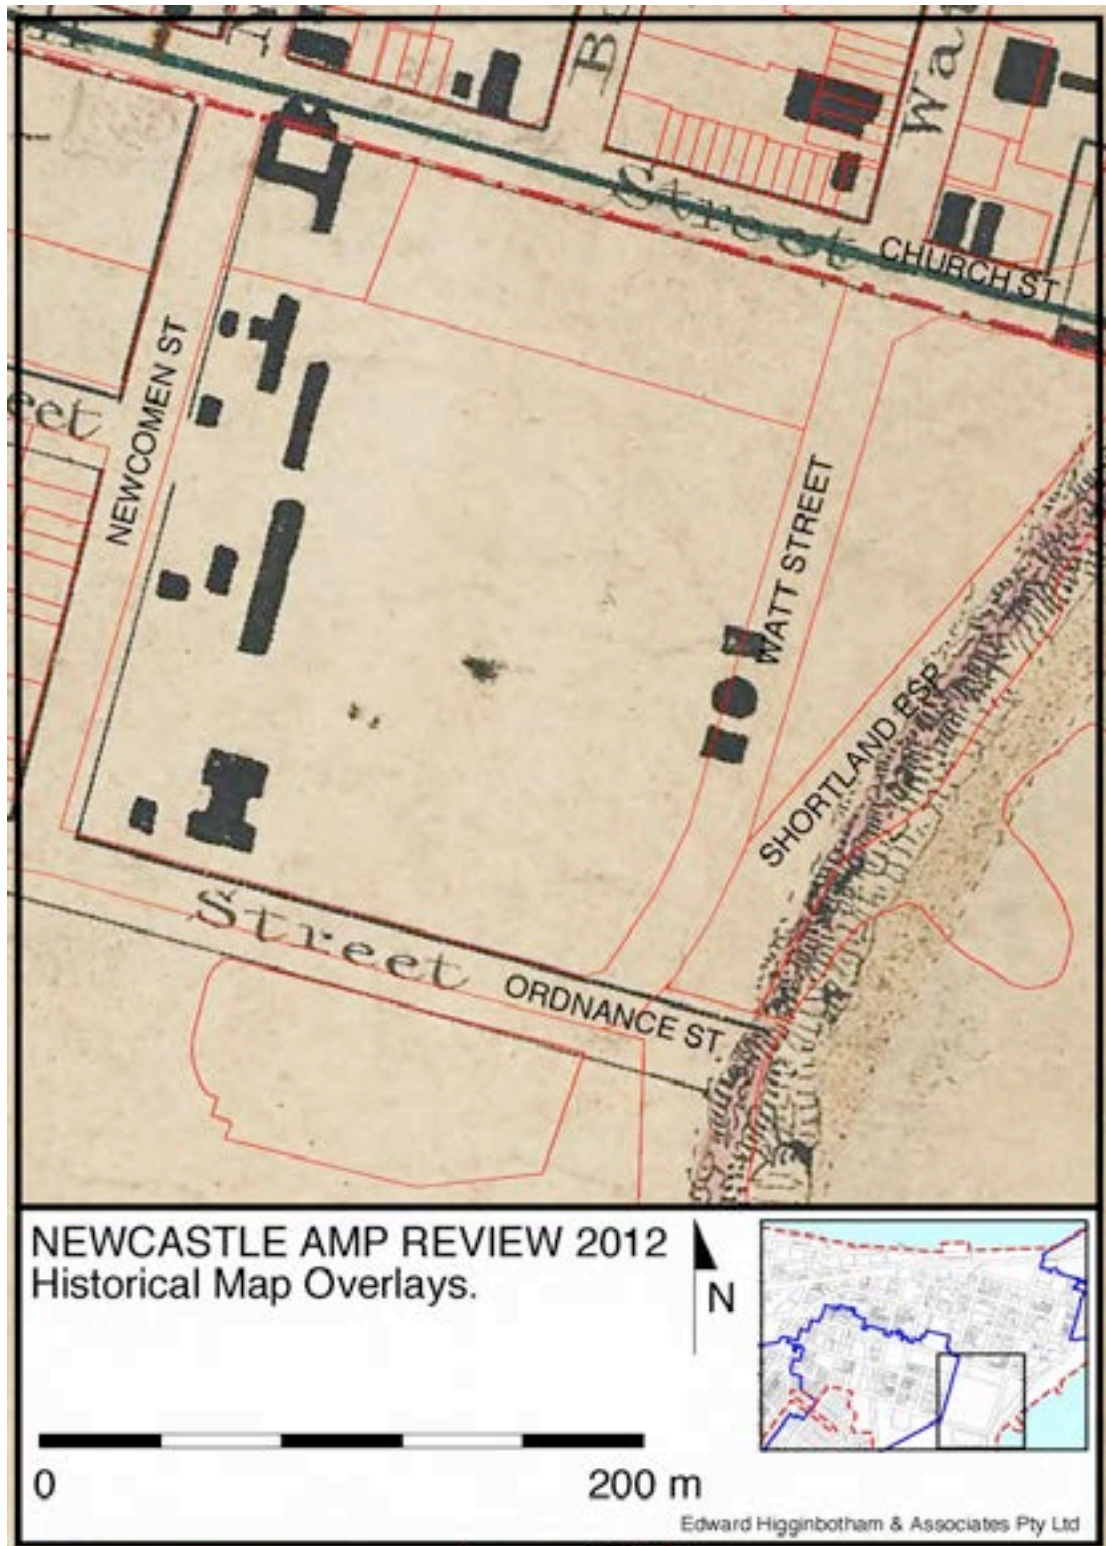 Street
CHURCH ST
NEWCOMEN ST
eet
WATT STREET
SHORTLAND ESP
Street
ORDNANCE ST
NEWCASTLE AMP REVIEW 2012
Historical Map Overlays.
N
0
200 m
Edward Higginbotham & Associates Pty Ltd